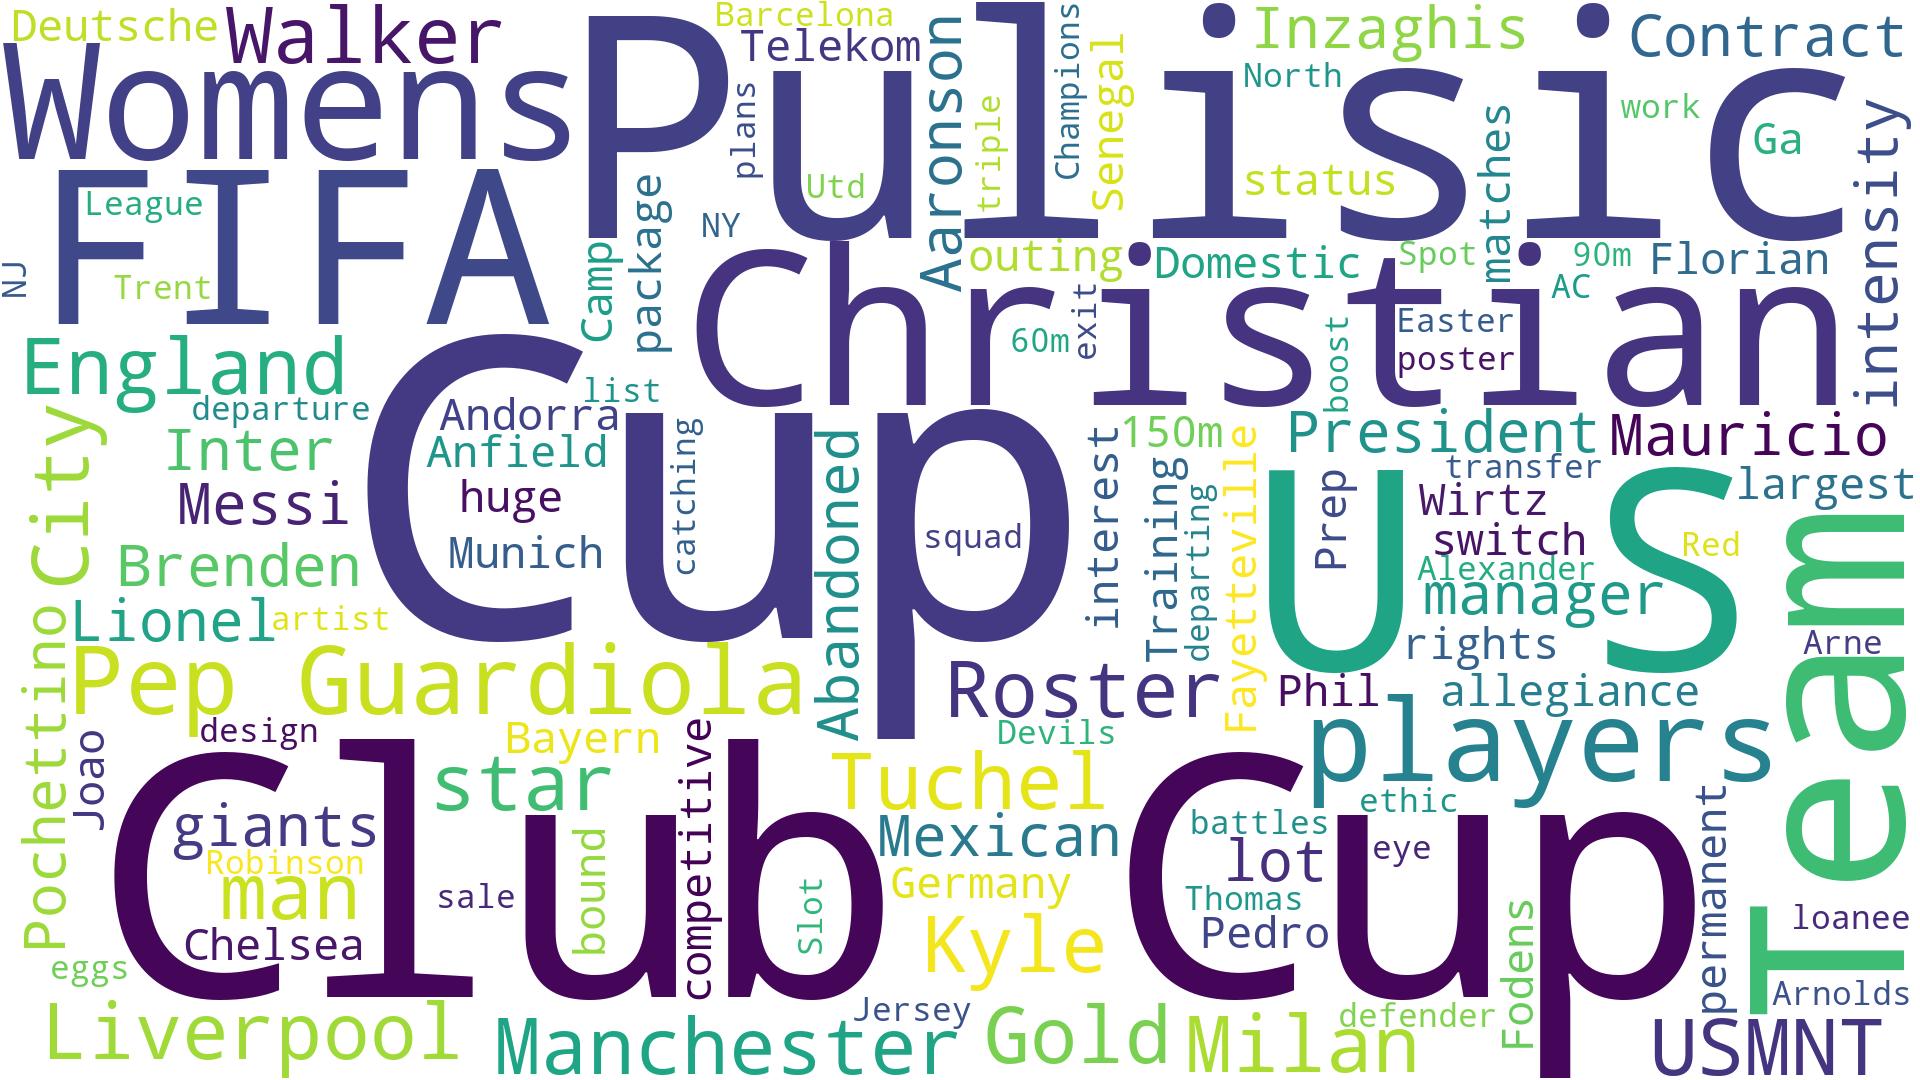 Deutsche
Walker
Barcelona
Telekom
Pulisic
Inzaghis
Contract
Womens
plans
Utd
Aaronson
triple
Champions
Senegal
North
status
matches
work
Ga
intensity
FIFA
League
Trent
NJ
NY
Camp
package
Christian
outing
Domestic
Spot
90m
AC
Florian
60m
exit
Easter
poster
boost
England
departure
Cup
list
Andorra
Anfield
Inter
Messi
huge
Munich
catching
squad
Abandoned
150m
interest
Training
departing
Fayetteville
President
Mauricio
transfer
largest
U S
Prep
Wirtz
switch
Red
Alexander
manager
rights
Arne
Team
City
Pochettino
Brenden
Lionel
artist
Pep Guardiola
Roster
Phil
allegiance
design
Bayern
Devils
players
Joao
Club Cup
star
competitive
Tuchel
Mexican
giants
Robinson
man
Chelsea
sale
bound
Slot
Germany
Kyle
battles
ethic
lot
eye
Thomas
Pedro
Fodens
permanent
loanee
Arnolds
eggs
Liverpool
Manchester
Jersey
Gold
Milan
defender
USMNT